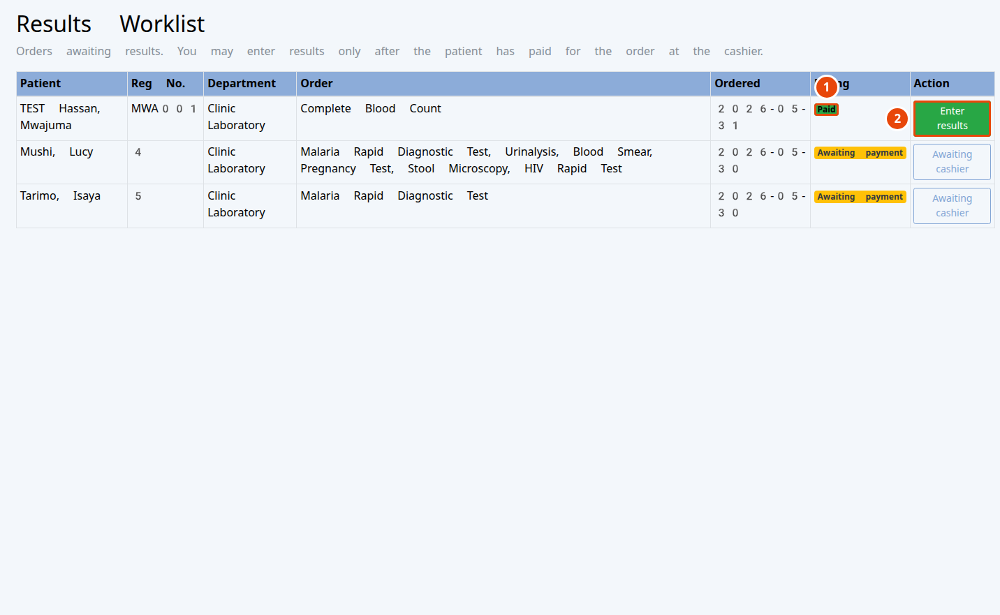 Results Worklist
Orders awaiting results. You may enter results only after the patient has paid for the order at the cashier.
Patient Reg No. Department Order Ordered Action
1
TEST Hassan, MWA001 Clinic Complete Blood Count 2026-05- Paid Enter
Mwajuma Laboratory 31 results
2
Mushi, Lucy 4 Clinic Malaria Rapid Diagnostic Test, Urinalysis, Blood Smear, 2026-05- Awaiting payment Awaiting
Laboratory Pregnancy Test, Stool Microscopy, HIV Rapid Test 30 cashier
Tarimo, Isaya 5 Clinic Malaria Rapid Diagnostic Test 2026-05- Awaiting payment Awaiting
Laboratory 30 cashier